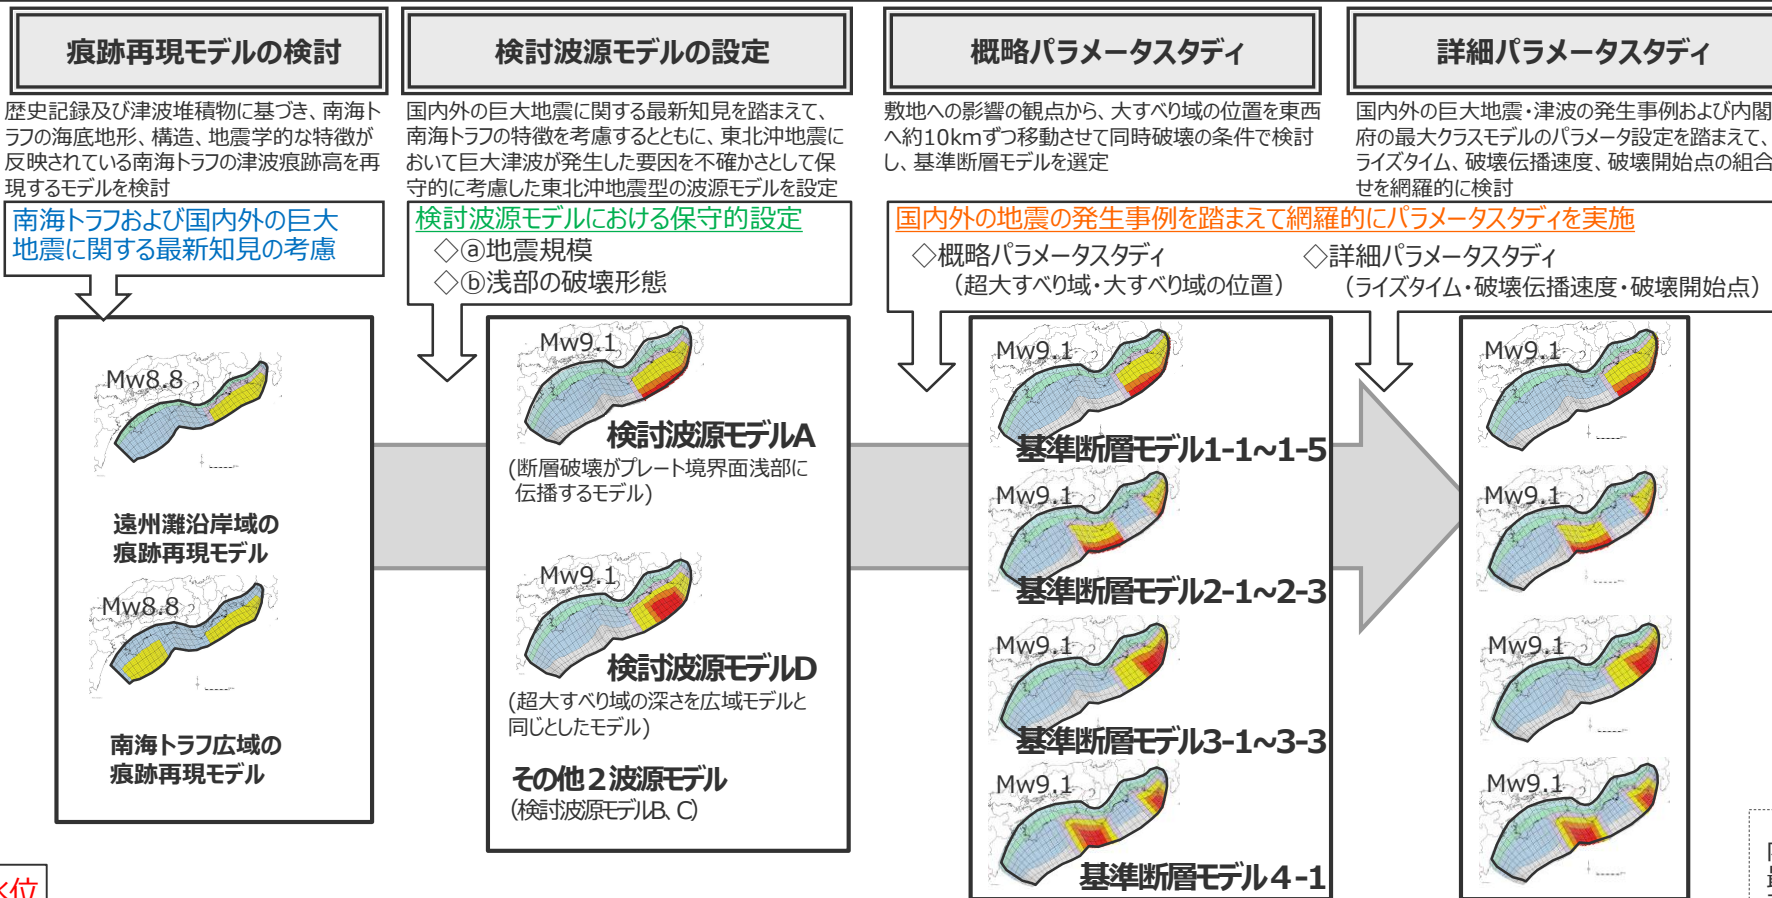 痕跡再現モデルの検討
歴史記録及び津波堆積物に基づき、南海ト
ラフの海底地形、構造、地震学的な特徴が
反映されている南海トラフの津波痕跡高を再
現するモデルを検討
南海トラフおよび国内外の巨大
地震に関する最新知見の考慮
Mw8.8
遠州灘沿岸域の
痕跡再現モデル
Mw8.8
南海トラフ広域の
痕跡再現モデル
検討波源モデルの設定
国内外の巨大地震に関する最新知見を踏まえて、
南海トラフの特徴を考慮するとともに、東北沖地震に
おいて巨大津波が発生した要因を不確かさとして保
守的に考慮した東北沖地震型の波源モデルを設定
検討波源モデルにおける保守的設定
◇ⓐ地震規模
◇ⓑ浅部の破壊形態
Mw9.1
検討波源モデルA
(断層破壊がプレート境界面浅部に
伝播するモデル)
Mw9.1
検討波源モデルD
(超大すべり域の深さを広域モデルと
同じとしたモデル)
その他２波源モデル
(検討波源モデルB、C)
概略パラメータスタディ
敷地への影響の観点から、大すべり域の位置を東西
へ約10kmずつ移動させて同時破壊の条件で検討
し、基準断層モデルを選定
詳細パラメータスタディ
国内外の巨大地震・津波の発生事例および内閣
府の最大クラスモデルのパラメータ設定を踏まえて、
ライズタイム、破壊伝播速度、破壊開始点の組合
せを網羅的に検討
国内外の地震の発生事例を踏まえて網羅的にパラメータスタディを実施
◇概略パラメータスタディ
（超大すべり域・大すべり域の位置）
◇詳細パラメータスタディ
（ライズタイム・破壊伝播速度・破壊開始点）
Mw9.1
基準断層モデル1-1~1-5
Mw9.1
基準断層モデル2-1~2-3
Mw9.1
基準断層モデル3-1~3-3
Mw9.1
基準断層モデル４-1
Mw9.1
Mw9.1
Mw9.1
Mw9.1
水位